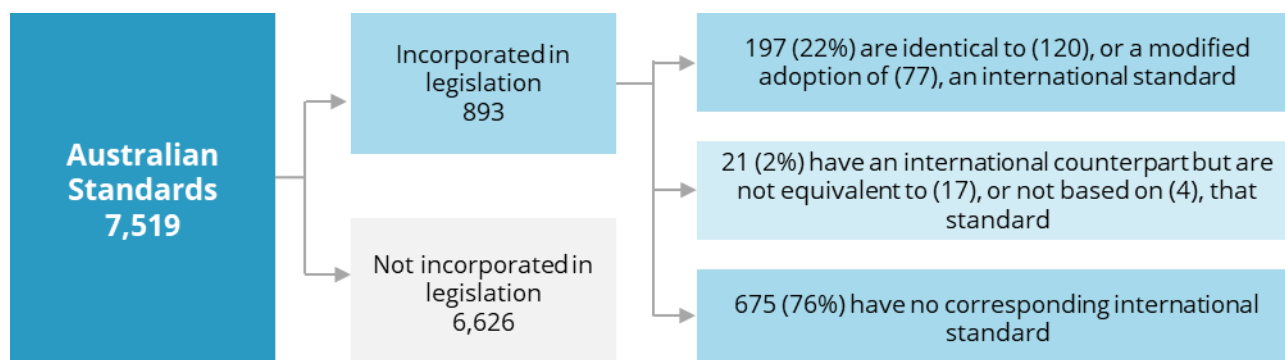 Australian
Standards
7,519
Incorporated in
legislation
893
Not incorporated in
legislation
6,626
197 (22%) are identical to (120), or a modified
adoption of (77), an international standard
21 (2%) have an international counterpart but are
not equivalent to (17), or not based on (4), that
standard
675 (76%) have no corresponding international
standard